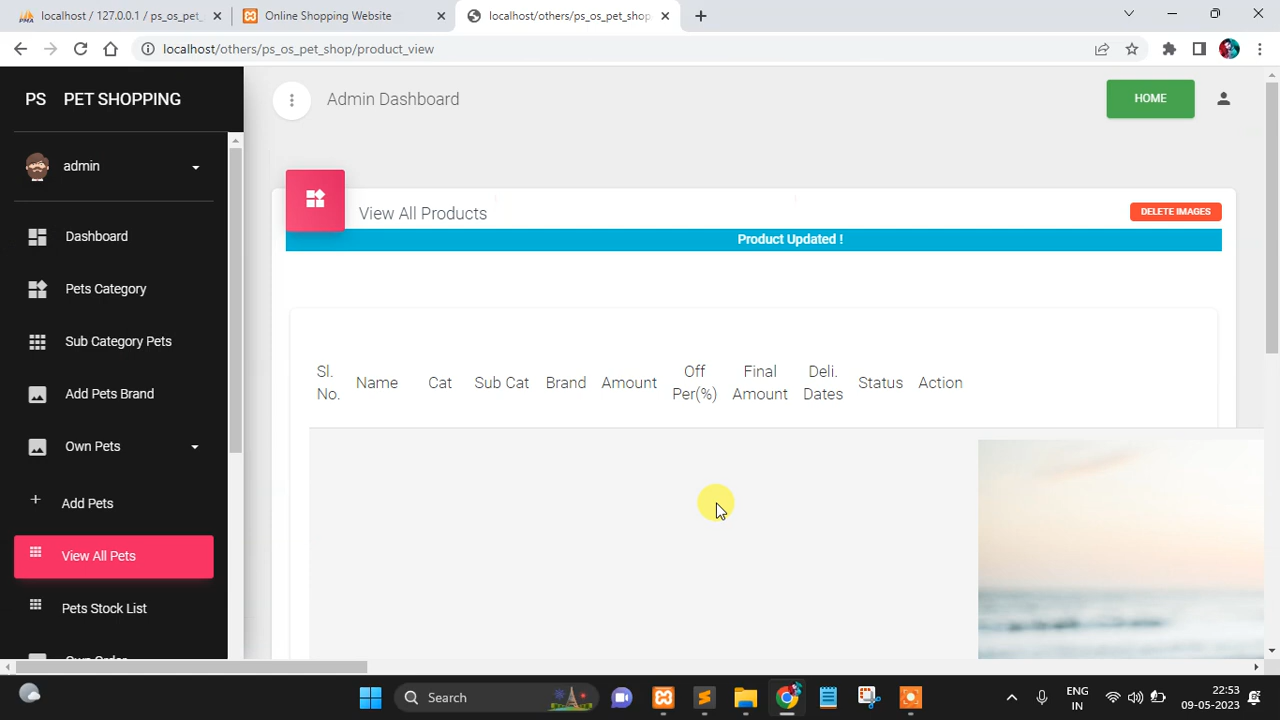 localhost / 127.0.0.1 / ps_os_pet_
Online Shopping Website
localhost/others/ps_os_pet_shop
localhost/others/ps_os_pet_shop/product_view
PS PET SHOPPING
Admin Dashboard
HOME
admin
View All Products
DELETE IMAGES
Product Updated !
Dashboard
Pets Category
Sub Category Pets
Add Pets Brand
Own Pets
Add Pets
View All Pets
Pets Stock List
Sl. No.
Name
Cat
Sub Cat
Brand
Amount
Off Per(%)
Final Amount
Deli. Dates
Status
Action
Search
ENG
IN
22:53
09-05-2023